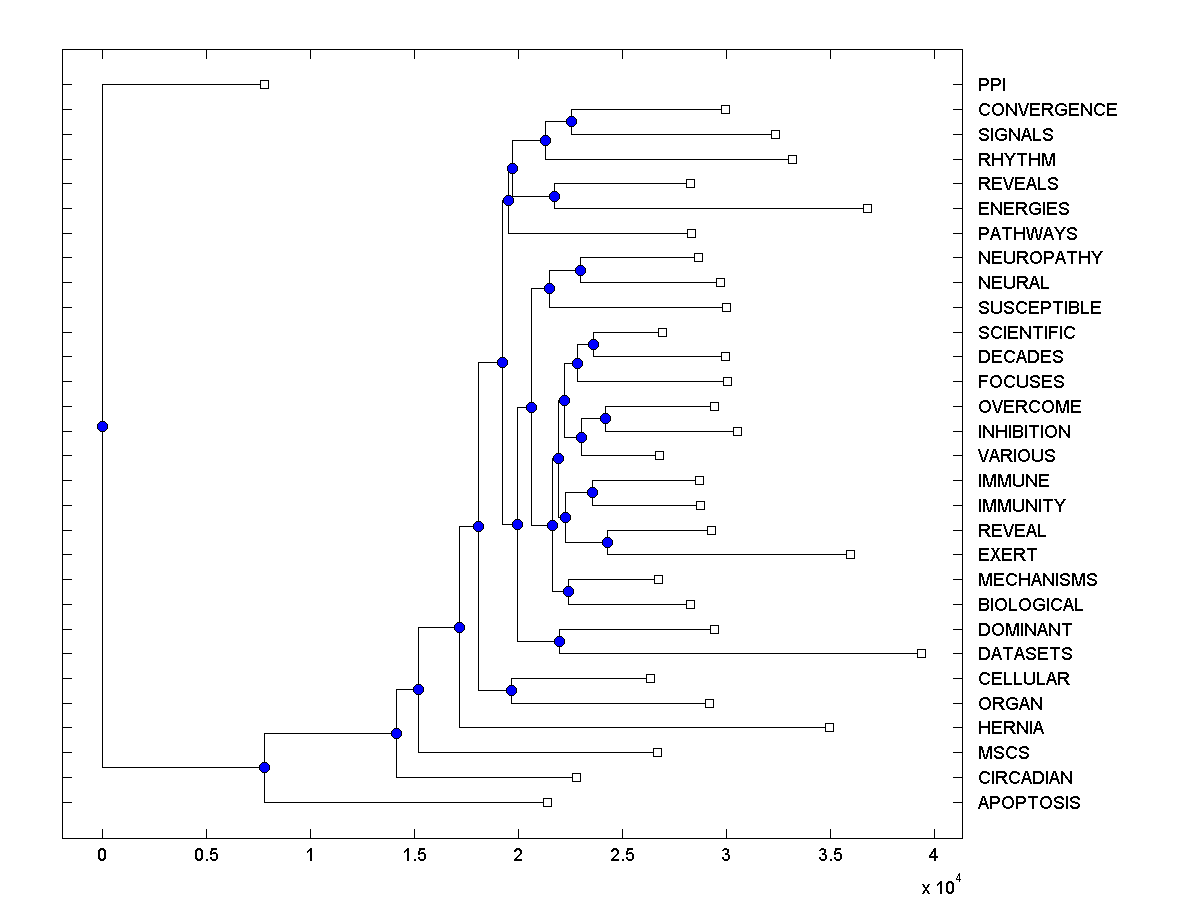 PPI
CONVERGENCE
SIGNALS
RHYTHM
REVEALS
ENERGIES
PATHWAYS
NEUROPATHY
NEURAL
SUSCEPTIBLE
SCIENTIFIC
DECADES
FOCUSES
OVERCOME
INHIBITION
VARIOUS
IMMUNE
IMMUNITY
REVEAL
EXERT
MECHANISMS
BIOLOGICAL
DOMINANT
DATASETS
CELLULAR
ORGAN
HERNIA
MSCS
CIRCADIAN
APOPTOSIS
0 0.5 1 1.5 2 2.5 3 3.5 4
x 10^4